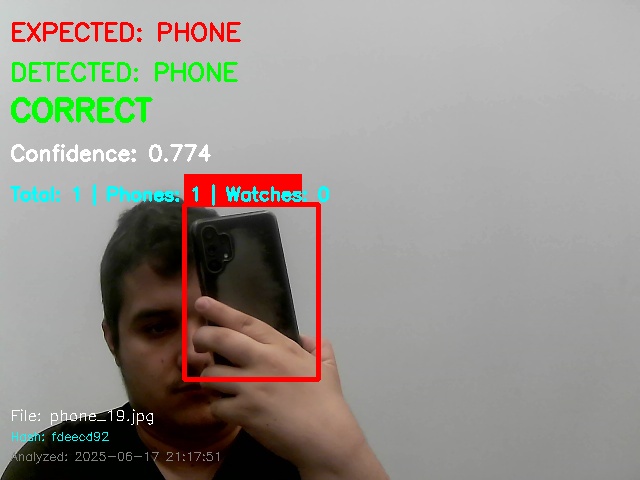 EXPECTED: PHONE
DETECTED: PHONE
CORRECT
Confidence: 0.774
Total: 1 | Phones: 1 | Watches: 0
File: phone_19.jpg
Hash: fdeecd92
Analyzed: 2025-06-17 21:17:51